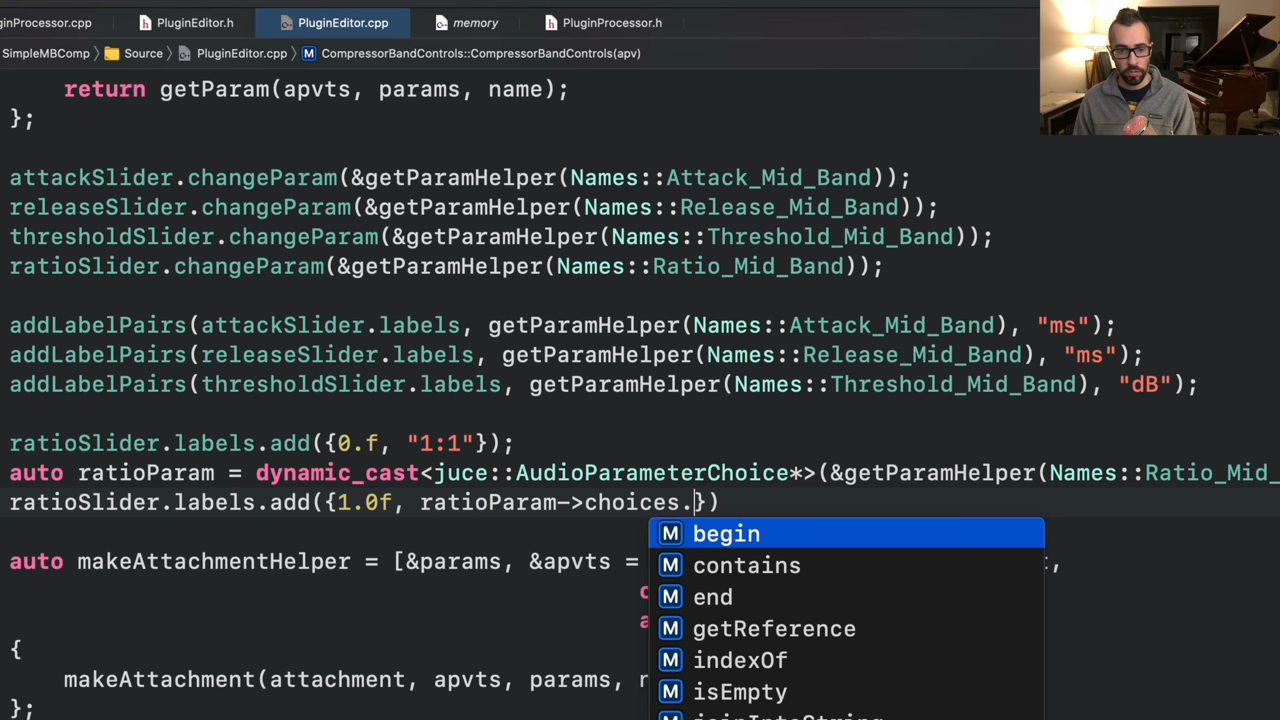 ginProcessor.cpp PluginEditor.h PluginEditor.cpp memory PluginProcessor.h
SimpleMBComp Source PluginEditor.cpp M CompressorBandControls::CompressorBandControls(apv)
return getParam(apvts, params, name);
};
attackSlider.changeParam(&getParamHelper(Names::Attack_Mid_Band));
releaseSlider.changeParam(&getParamHelper(Names::Release_Mid_Band));
thresholdSlider.changeParam(&getParamHelper(Names::Threshold_Mid_Band));
ratioSlider.changeParam(&getParamHelper(Names::Ratio_Mid_Band));
addLabelPairs(attackSlider.labels, getParamHelper(Names::Attack_Mid_Band), "ms");
addLabelPairs(releaseSlider.labels, getParamHelper(Names::Release_Mid_Band), "ms");
addLabelPairs(thresholdSlider.labels, getParamHelper(Names::Threshold_Mid_Band), "dB");
ratioSlider.labels.add({0.f, "1:1"});
auto ratioParam = dynamic_cast<juce::AudioParameterChoice*>(&getParamHelper(Names::Ratio_Mid_
ratioSlider.labels.add({1.0f, ratioParam->choices.})
M begin
auto makeAttachmentHelper = [&params, &apvts =
M contains
M end
M getReference
{
M indexOf
makeAttachment(attachment, apvts, params,
M isEmpty
};
joinIntoString